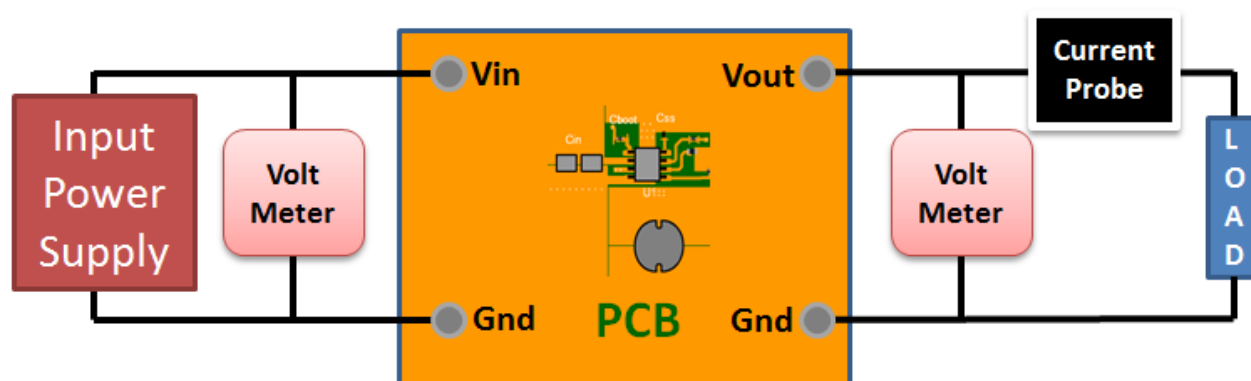 Input
Power
Supply
Volt
Meter
Vin
Gnd
Cin
Cboot
Css
U1
PCB
Vout
Gnd
Volt
Meter
Current
Probe
L
O
A
D